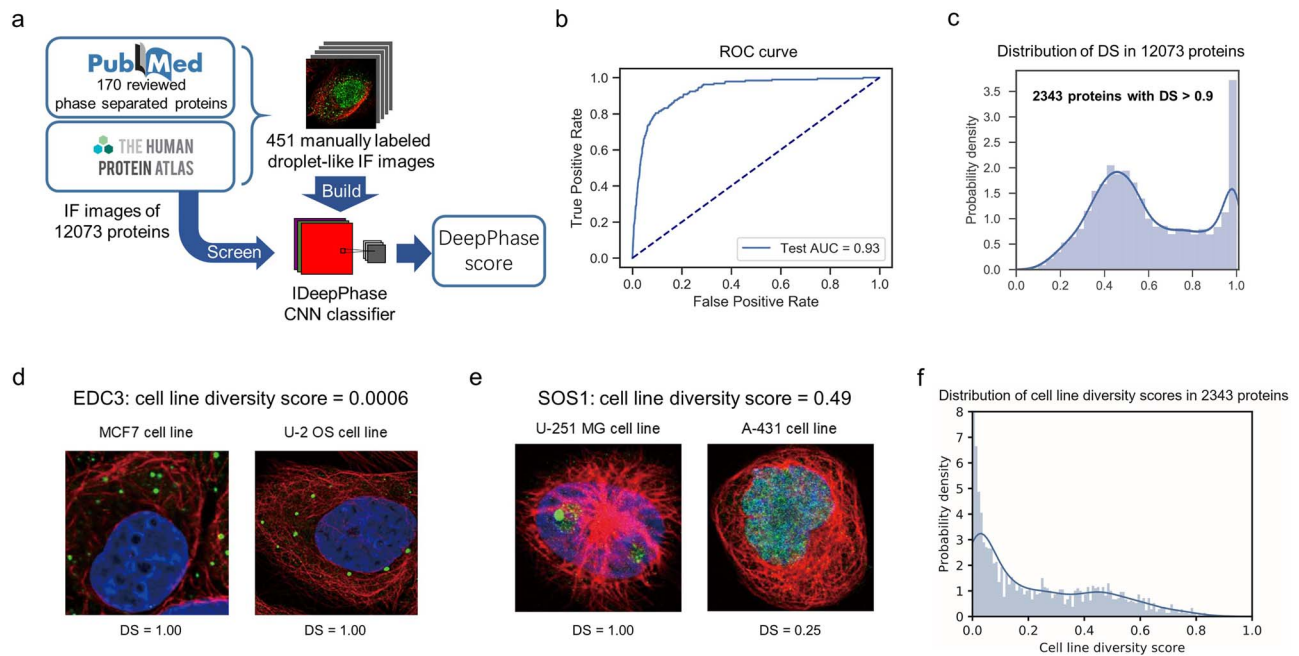 a
PubMed
170 reviewed
phase separated proteins
THE HUMAN
PROTEIN ATLAS
IF images of
12073 proteins
451 manually labeled
droplet-like IF images
Build
Screen
IDeepPhase
CNN classifier
DeepPhase
score
b
ROC curve
True Positive Rate
1.0
0.8
0.6
0.4
0.2
0.0
Test AUC = 0.93
0.0 0.2 0.4 0.6 0.8 1.0
False Positive Rate
c
Distribution of DS in 12073 proteins
2343 proteins with DS > 0.9
Probability density
3.5
3.0
2.5
2.0
1.5
1.0
0.5
0.0
0.0 0.2 0.4 0.6 0.8 1.0
d
EDC3: cell line diversity score = 0.0006
MCF7 cell line
U-2 OS cell line
DS = 1.00
DS = 1.00
e
SOS1: cell line diversity score = 0.49
U-251 MG cell line
A-431 cell line
DS = 1.00
DS = 0.25
f
Distribution of cell line diversity scores in 2343 proteins
Probability density
8
7
6
5
4
3
2
1
0
0.0 0.2 0.4 0.6 0.8 1.0
Cell line diversity score